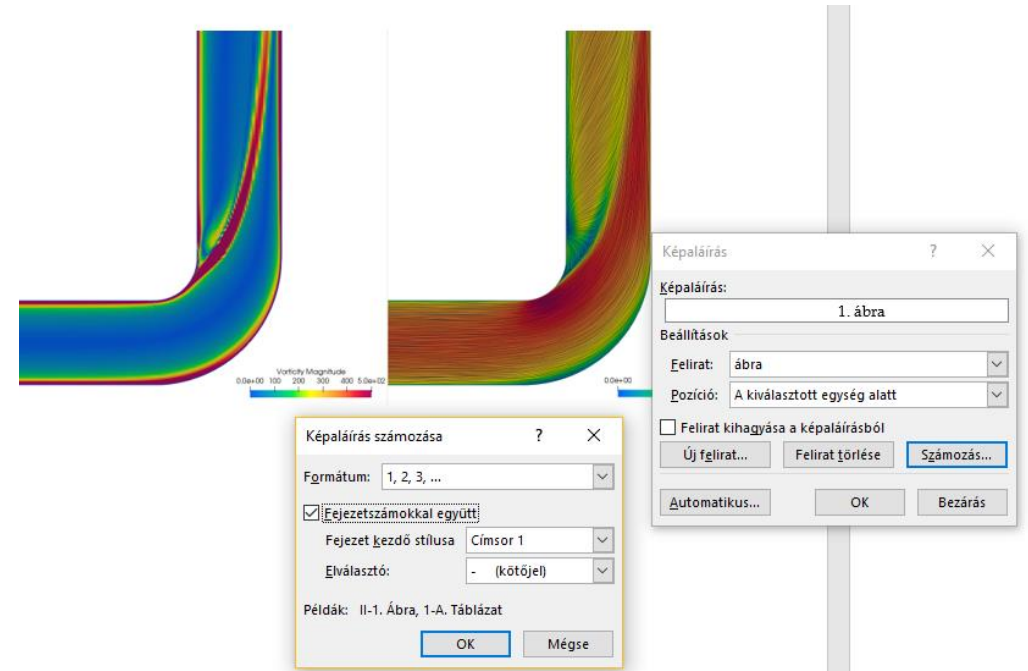 Vorticity Magnitude
0.0e+00 100 200 300 400 5.0e+02
0.0e+00
Képaláírás ?
Képaláírás:
1. ábra
Beállítások
Felirat: ábra
Pozíció: A kiválasztott egység alatt
Felirat kihagyása a képaláírásból
Új felirat... Felirat törlése Számozás...
Automatikus... OK Bezárás
Képaláírás számozása ?
Formátum: 1, 2, 3, ...
Fejezetszámokkal együtt
Fejezet kezdő stílusa Címsor 1
Elválasztó: - (kötőjel)
Példák: II-1. Ábra, 1-A. Táblázat
OK Mégse